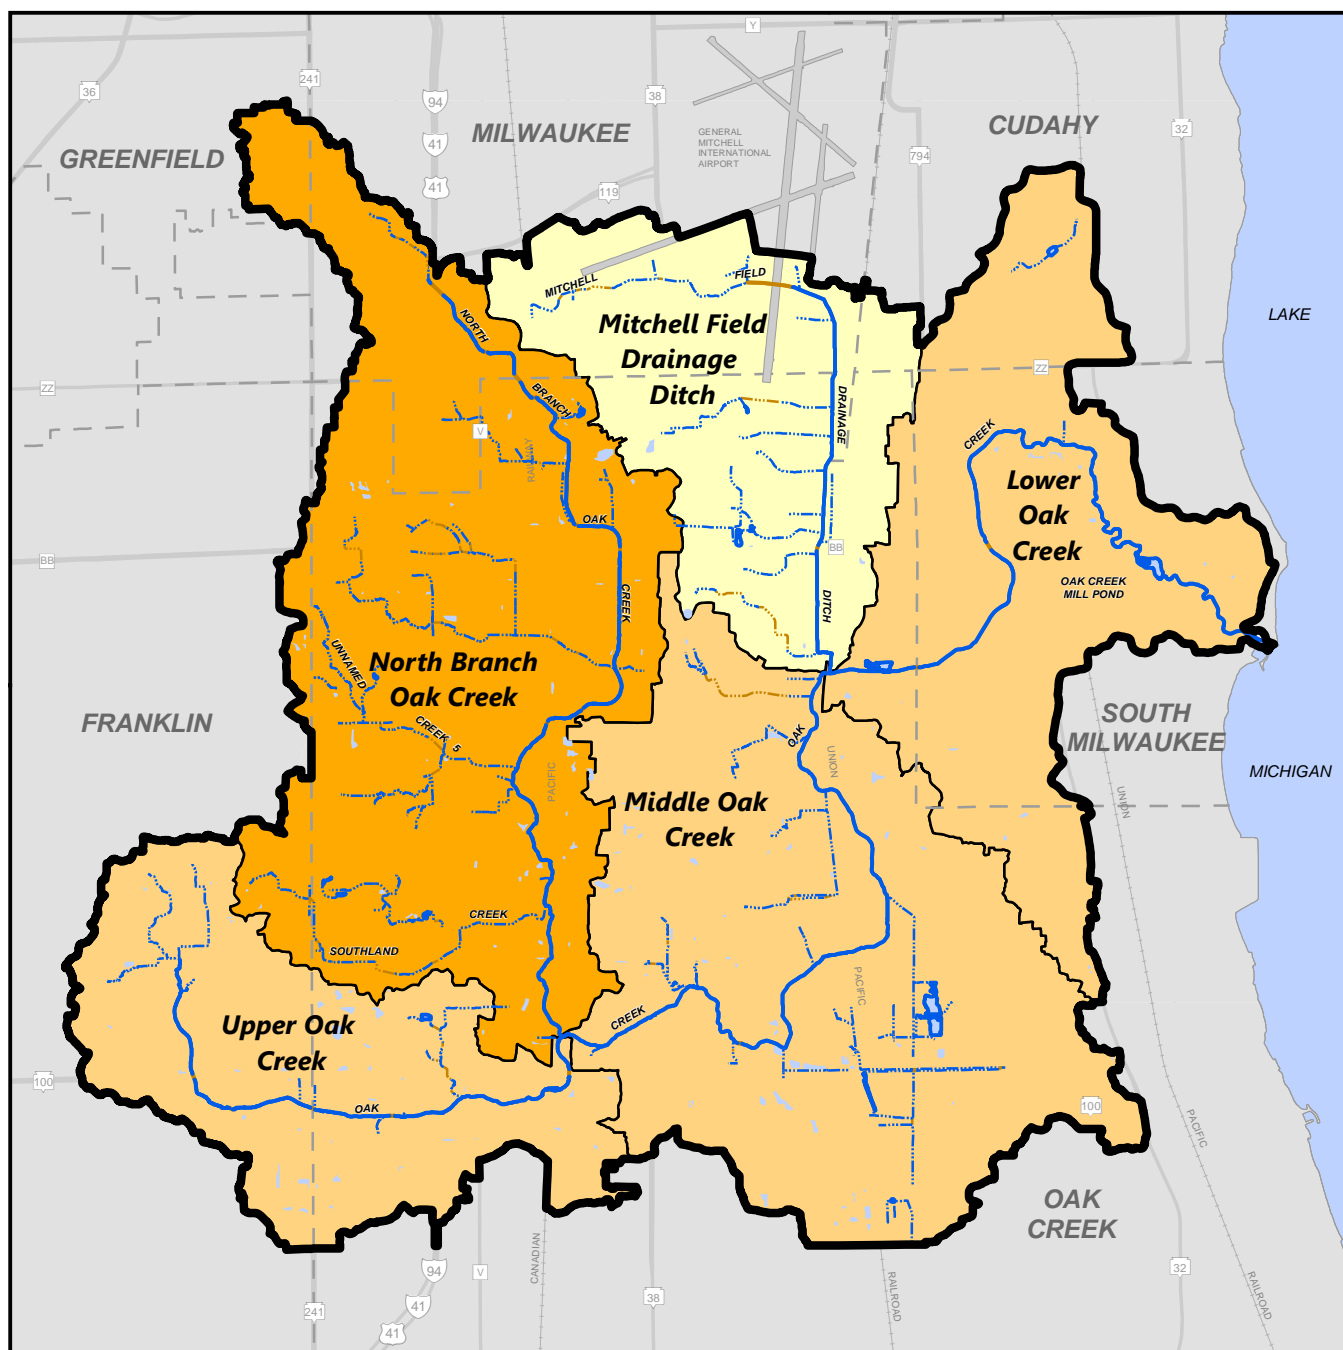 Y
36
241
94
38
MILWAUKEE
CUDAHY
32
GENERAL
MITCHELL
INTERNATIONAL
AIRPORT
41
GREENFIELD
794
41
119
MITCHELL
FIELD
LAKE
NORTH
Mitchell Field
Drainage
Ditch
ZZ
ZZ
BRANCH
DRAINAGE
V
RAILWAY
CREEK
Lower
Oak
Creek
OAK
BB
BB
OAK CREEK
MILL POND
CREEK
DITCH
UNNAMED
North Branch
Oak Creek
FRANKLIN
CREEK 5
OAK
SOUTH
MILWAUKEE
UNION
PACIFIC
MICHIGAN
Middle Oak
Creek
UNION
CREEK
SOUTHLAND
PACIFIC
Upper Oak
Creek
CREEK
100
OAK
100
PACIFIC
OAK
CREEK
CANADIAN
94
V
32
41
38
RAILROAD
RAILROAD
241
41